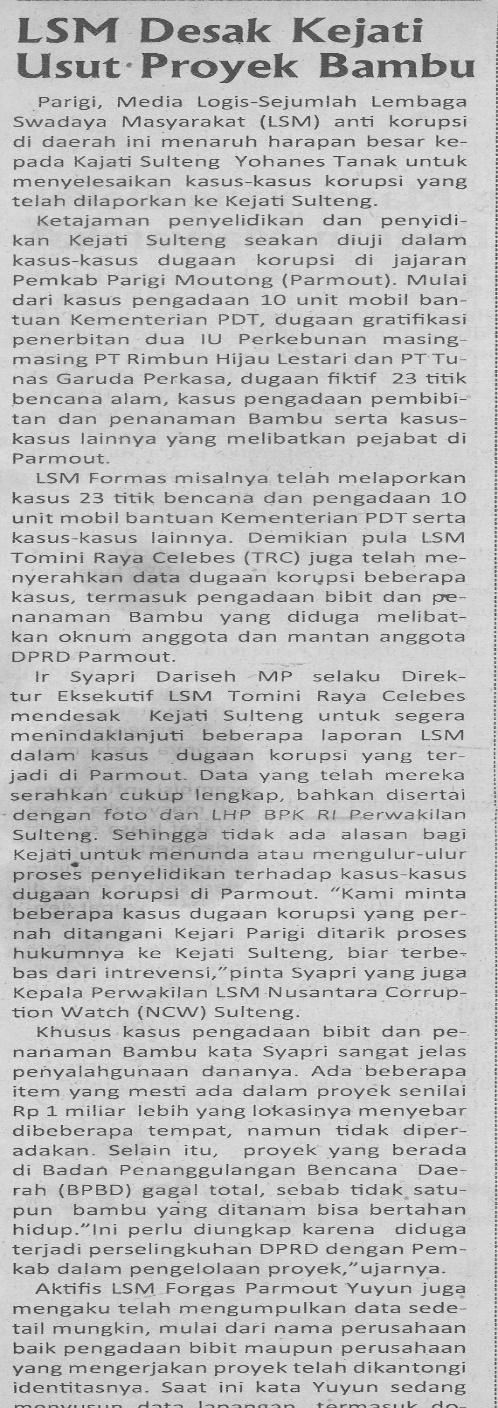 LSM Desak Kejati
Usut Proyek Bambu
Parigi, Media Logis-Sejumlah Lembaga
Swadaya Masyarakat (LSM) anti korupsi
di daerah ini menaruh harapan besar ke-
pada Kajati Sulteng Yohanes Tanak untuk
menyelesaikan kasus-kasus korupsi yang
telah dilaporkan ke Kejati Sulteng.
Ketajaman penyelidikan dan penyidi-
kan Kejati Sulteng seakan diuji dalam
kasus-kasus dugaan korupsi di jajaran
Pemkab Parigi Moutong (Parmout). Mulai
dari kasus pengadaan 10 unit mobil ban-
tuan Kementerian PDT, dugaan gratifikasi
penerbitan dua IU Perkebunan masing-
masing PT Rimbun Hijau Lestari dan PT Tu-
nas Garuda Perkasa, dugaan fiktif 23 titik
bencana alam, kasus pengadaan pembibi-
tan dan penanaman Bambu serta kasus-
kasus lainnya yang melibatkan pejabat di
Parmout.
LSM Formas misalnya telah melaporkan
kasus 23 titik bencana dan pengadaan 10
unit mobil bantuan Kementerian PDT serta
kasus-kasus lainnya. Demikian pula LSM
Tomini Raya Celebes (TRC) juga telah me-
nyerahkan data dugaan korupsi beberapa
kasus, termasuk pengadaan bibit dan pe-
nanaman Bambu yang diduga melibat-
kan oknum anggota dan mantan anggota
DPRD Parmout.
Ir Syapri Dariseh MP selaku Direk-
tur Eksekutif LSM Tomini Raya Celebes
mendesak Kejati Sulteng untuk segera
menindaklanjuti beberapa laporan LSM
dalam kasus dugaan korupsi yang ter-
jadi di Parmout. Data yang telah mereka
serahkan cukup lengkap, bahkan disertai
dengan foto dan LHP BPK RI Perwakilan
Sulteng. Sehingga tidak ada alasan bagi
Kejati untuk menunda atau mengulur-ulur
proses penyelidikan terhadap kasus-kasus
dugaan korupsi di Parmout. “Kami minta
beberapa kasus dugaan korupsi yang per-
nah ditangani Kejari Parigi ditarik proses
hukumnya ke Kejati Sulteng, biar terbe-
bas dari intrevensi,”pinta Syapri yang juga
Kepala Perwakilan LSM Nusantara Corrup-
tion Watch (NCW) Sulteng.
Khusus kasus pengadaan bibit dan pe-
nanaman Bambu kata Syapri sangat jelas
penyalahgunaan dananya. Ada beberapa
item yang mesti ada dalam proyek senilai
Rp 1 miliar lebih yang lokasinya menyebar
dibeberapa tempat, namun tidak diper-
adakan. Selain itu, proyek yang berada
di Badan Penanggulangan Bencana Dae-
rah (BPBD) gagal total, sebab tidak satu-
pun bambu yang ditanam bisa bertahan
hidup.”Ini perlu diungkap karena diduga
terjadi perselingkuhan DPRD dengan Pem-
kab dalam pengelolaan proyek,”ujarnya.
Aktifis LSM Forgas Parmout Yuyun juga
mengaku telah mengumpulkan data sede-
tail mungkin, mulai dari nama perusahaan
baik pengadaan bibit maupun perusahaan
yang mengerjakan proyek telah dikantongi
identitasnya. Saat ini kata Yuyun sedang
menyusun data lapangan, termasuk do-